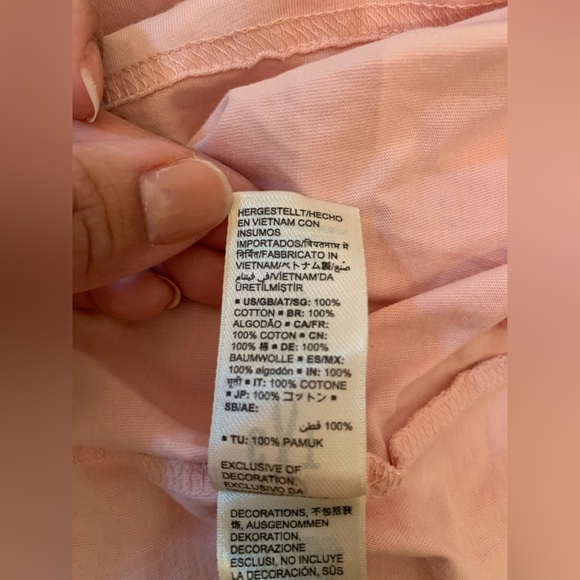 HERGESTELLT/HECHO
EN VIETNAM CON
INSUMOS
IMPORTADOS/वियतनाम में
निर्मित/FABBRICATO IN
VIETNAM/ベトナム製/صنع
في فيتنام/VİETNAM'DA
ÜRETİLMİŞTİR
▪ US/GB/AT/SG: 100%
COTTON ▪ BR: 100%
ALGODÃO ▪ CA/FR:
100% COTON ▪ CN:
100% 棉 ▪ DE: 100%
BAUMWOLLE ▪ ES/MX:
100% algodón ▪ IN: 100%
सूती ▪ IT: 100% COTONE
▪ JP: 100% コットン ▪
SB/AE:
100% قطن
▪ TU: 100% PAMUK
EXCLUSIVE OF
DECORATION,
EXCLUSIVO DA
DECORATIONS, 不包括装
饰, AUSGENOMMEN
DEKORATION,
DECORAZIONE
ESCLUSI, NO INCLUYE
LA DECORACIÓN, SÜS